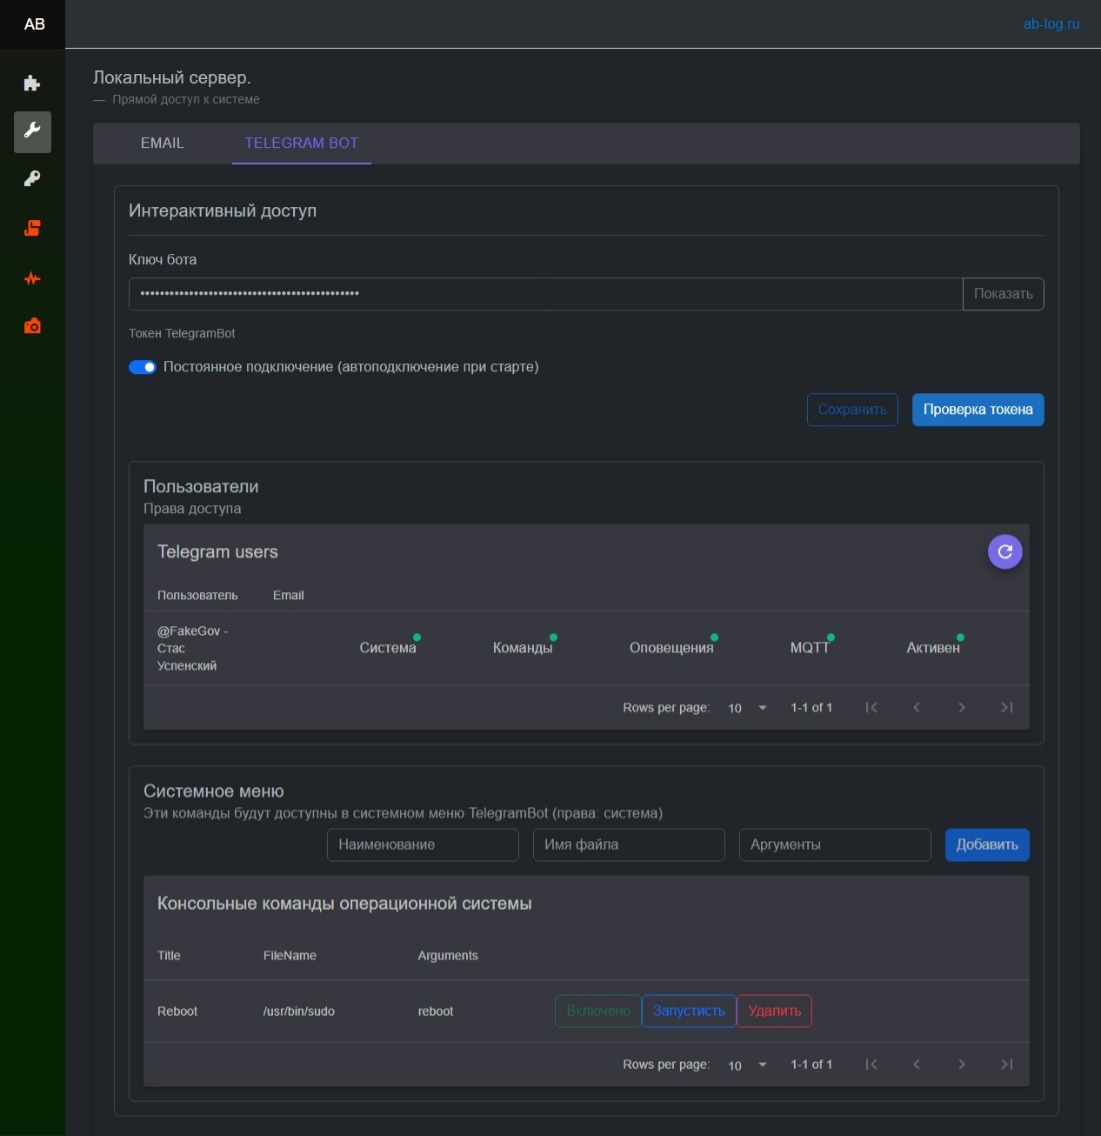 AB
ab-log.ru
Локальный сервер.
— Прямой доступ к системе
EMAIL TELEGRAM BOT
Интерактивный доступ
Ключ бота
Показать
Токен TelegramBot
Постоянное подключение (автоподключение при старте)
Сохранить Проверка токена
Пользователи
Права доступа
Telegram users
Пользователь Email
@FakeGov -
Стас
Успенский
Система Команды Оповещения MQTT Активен
Rows per page: 10 1-1 of 1
Системное меню
Эти команды будут доступны в системном меню TelegramBot (права: система)
Наименование Имя файла Аргументы Добавить
Консольные команды операционной системы
Title FileName Arguments
Reboot /usr/bin/sudo reboot Включено Запустисть Удалить
Rows per page: 10 1-1 of 1